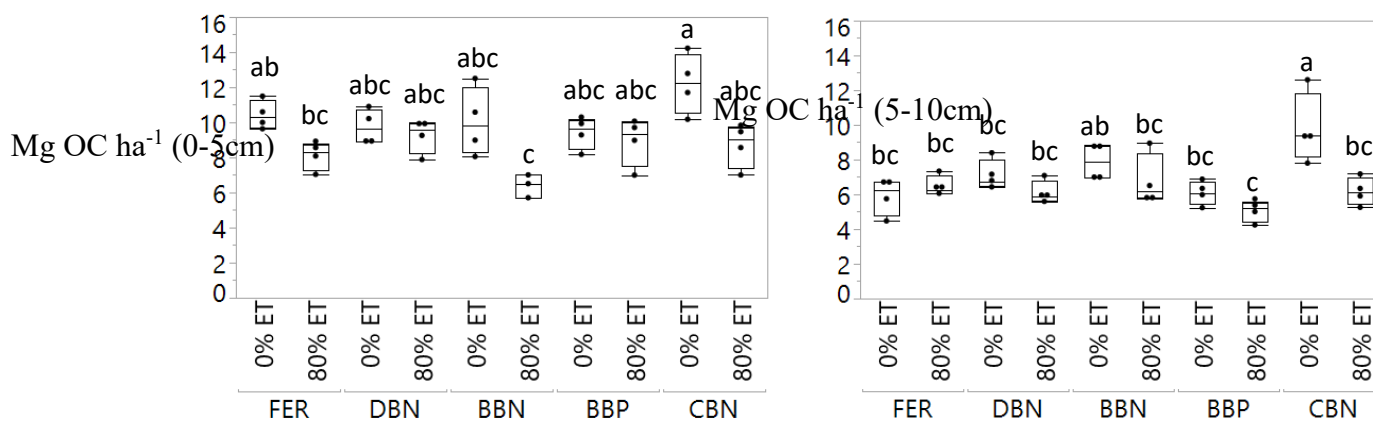 Mg OC ha⁻¹ (0-5cm)
16
14
12
10
8
6
4
2
0
ab
bc
abc
abc
abc
c
abc
abc
a
abc
0% ET
80% ET
0% ET
80% ET
0% ET
80% ET
0% ET
80% ET
0% ET
80% ET
FER DBN BBN BBP CBN
Mg OC ha⁻¹ (5-10cm)
16
14
12
10
8
6
4
2
0
bc
bc
bc
bc
ab
bc
bc
c
a
bc
0% ET
80% ET
0% ET
80% ET
0% ET
80% ET
0% ET
80% ET
0% ET
80% ET
FER DBN BBN BBP CBN